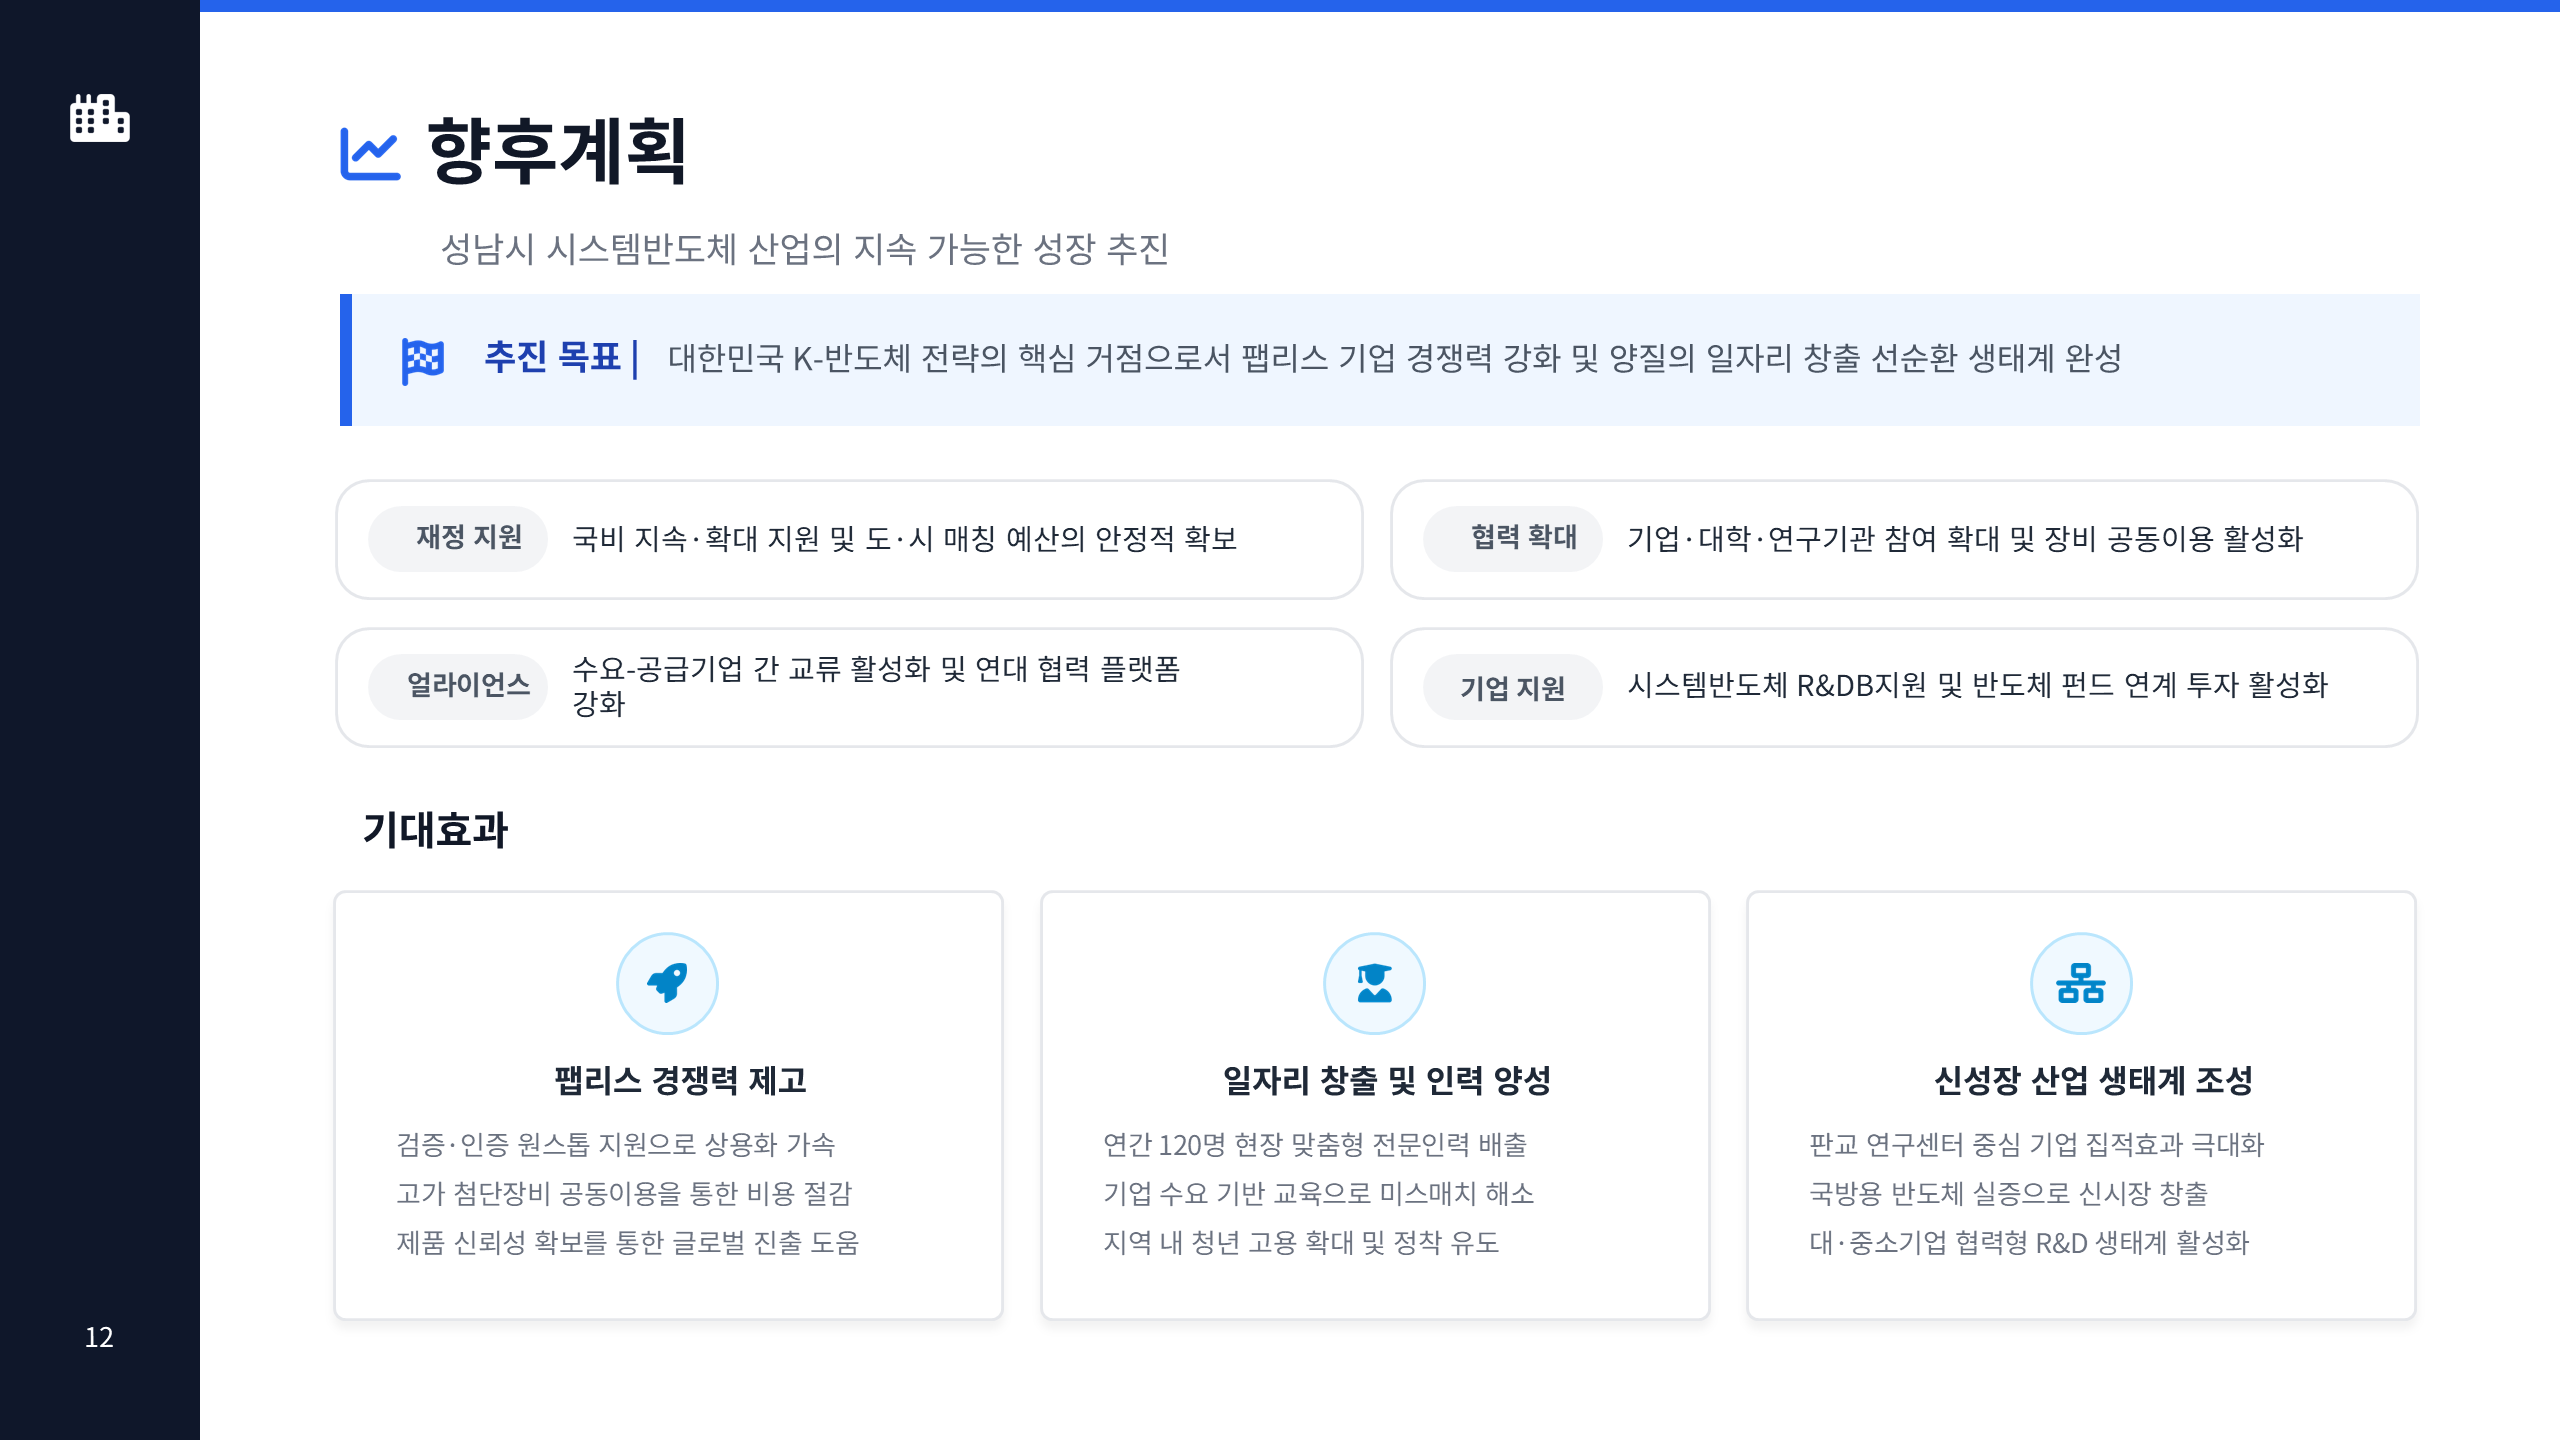 향후계획
성남시 시스템반도체 산업의 지속 가능한 성장 추진
추진 목표 | 대한민국 K-반도체 전략의 핵심 거점으로서 팹리스 기업 경쟁력 강화 및 양질의 일자리 창출 선순환 생태계 완성
재정 지원 국비 지속·확대 지원 및 도·시 매칭 예산의 안정적 확보
협력 확대 기업·대학·연구기관 참여 확대 및 장비 공동이용 활성화
얼라이언스 수요-공급기업 간 교류 활성화 및 연대 협력 플랫폼
강화
기업 지원 시스템반도체 R&DB지원 및 반도체 펀드 연계 투자 활성화
기대효과
팹리스 경쟁력 제고
검증·인증 원스톱 지원으로 상용화 가속
고가 첨단장비 공동이용을 통한 비용 절감
제품 신뢰성 확보를 통한 글로벌 진출 도움
일자리 창출 및 인력 양성
연간 120명 현장 맞춤형 전문인력 배출
기업 수요 기반 교육으로 미스매치 해소
지역 내 청년 고용 확대 및 정착 유도
신성장 산업 생태계 조성
판교 연구센터 중심 기업 집적효과 극대화
국방용 반도체 실증으로 신시장 창출
대·중소기업 협력형 R&D 생태계 활성화
12